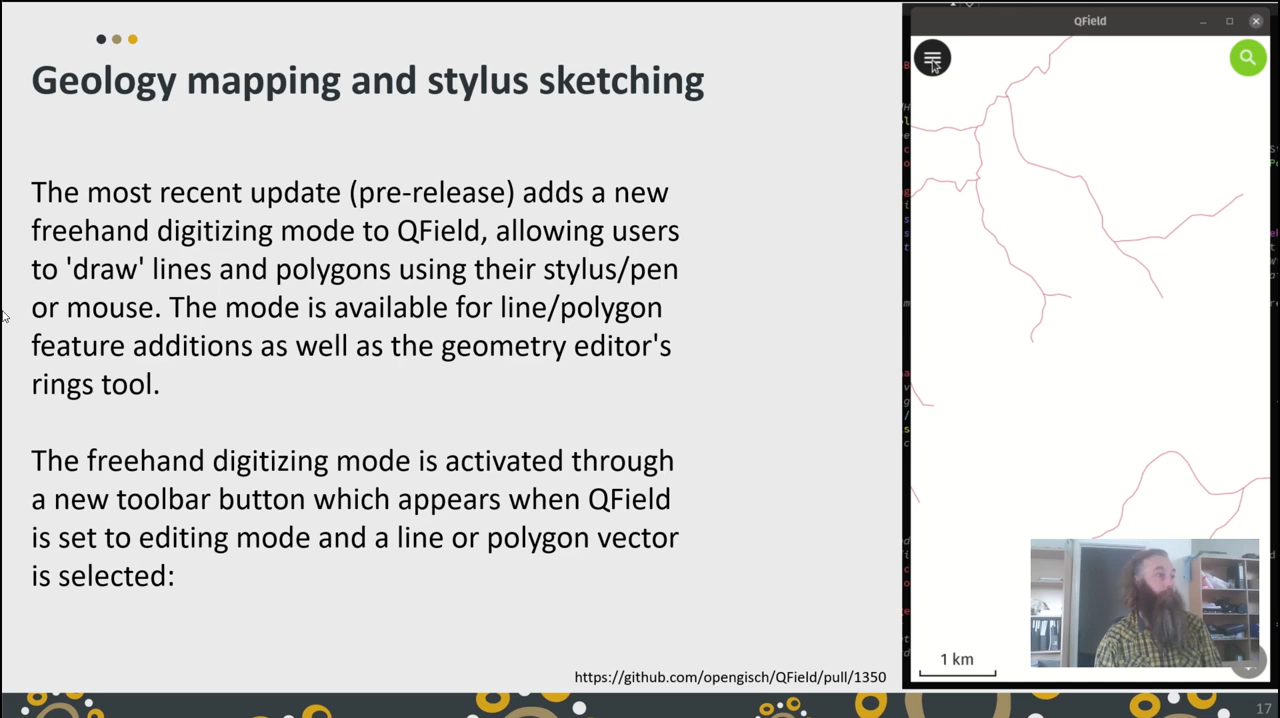 Geology mapping and stylus sketching
The most recent update (pre-release) adds a new
freehand digitizing mode to QField, allowing users
to 'draw' lines and polygons using their stylus/pen
or mouse. The mode is available for line/polygon
feature additions as well as the geometry editor's
rings tool.
The freehand digitizing mode is activated through
a new toolbar button which appears when QField
is set to editing mode and a line or polygon vector
is selected:
https://github.com/opengisch/QField/pull/1350
QField
1 km
17